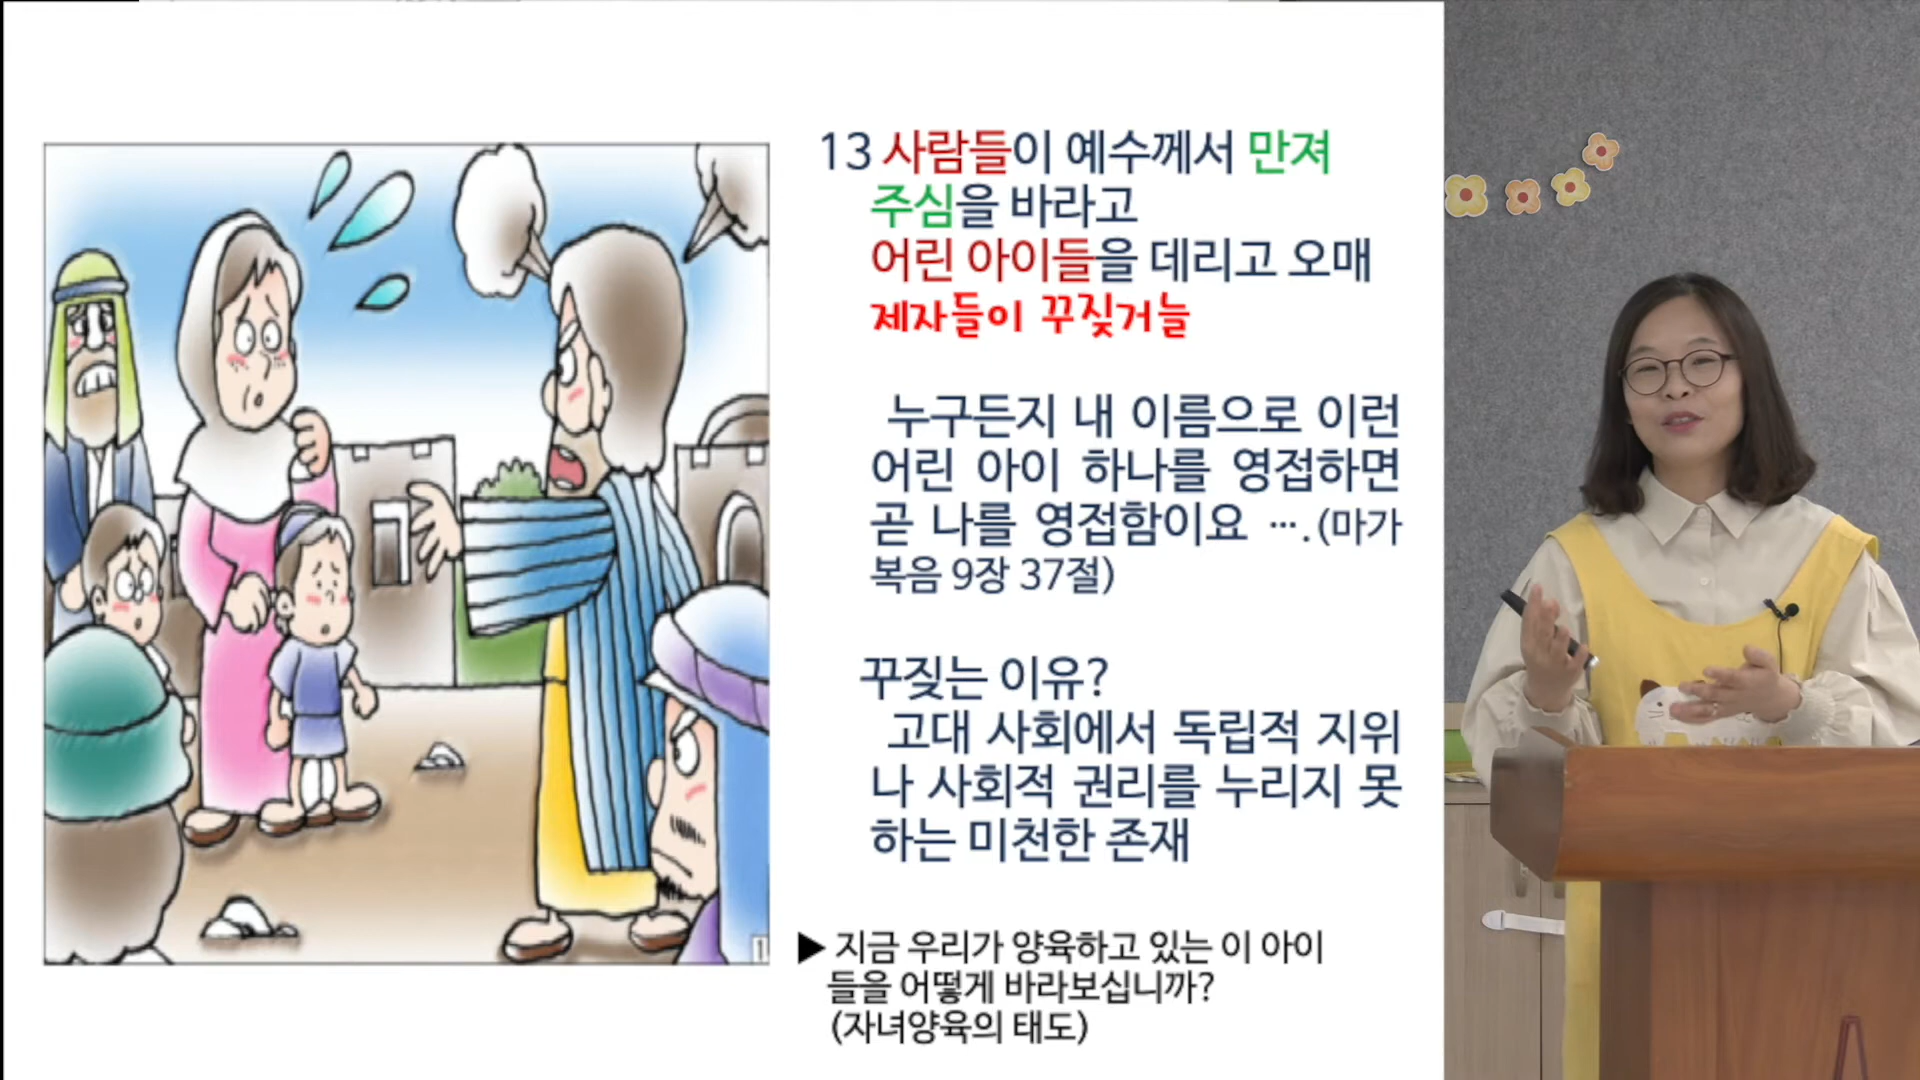 13 사람들이 예수께서 만져
주심을 바라고
어린 아이들을 데리고 오매
제자들이 꾸짖거늘
누구든지 내 이름으로 이런
어린 아이 하나를 영접하면
곧 나를 영접함이요 ….(마가
복음 9장 37절)
꾸짖는 이유?
고대 사회에서 독립적 지위
나 사회적 권리를 누리지 못
하는 미천한 존재
▶ 지금 우리가 양육하고 있는 이 아이
들을 어떻게 바라보십니까?
(자녀양육의 태도)